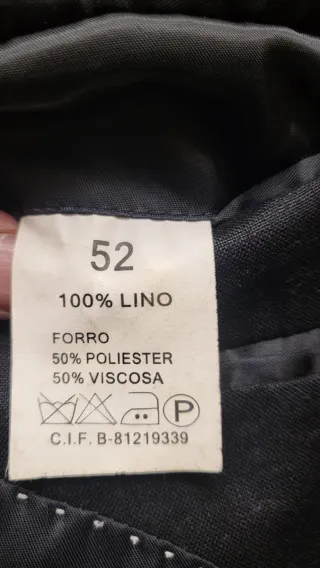 52
100% LINO
FORRO
50% POLIESTER
50% VISCOSA
P
C.I.F. B-81219339